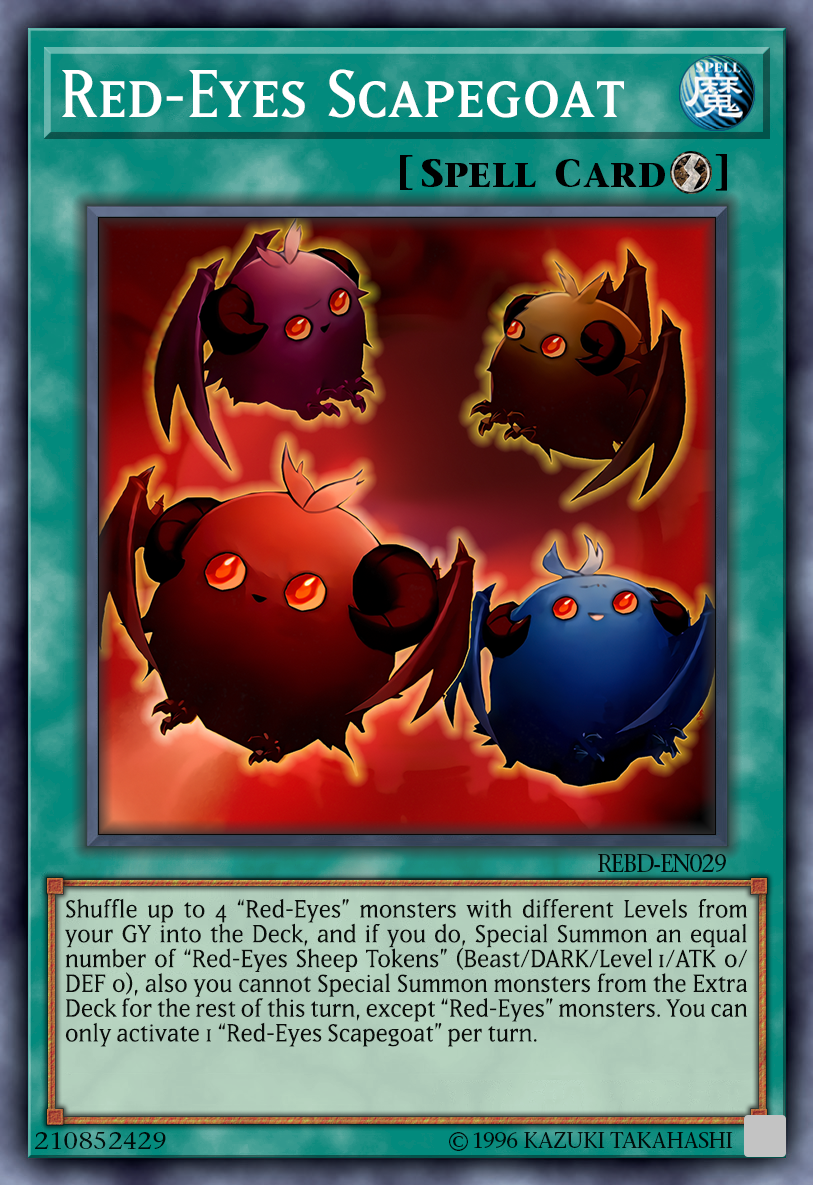 Red-Eyes Scapegoat
SPELL
魔
[Spell Card]
REBD-EN029
Shuffle up to 4 “Red-Eyes” monsters with different Levels from
your GY into the Deck, and if you do, Special Summon an equal
number of “Red-Eyes Sheep Tokens” (Beast/DARK/Level 1/ATK 0/
DEF 0), also you cannot Special Summon monsters from the Extra
Deck for the rest of this turn, except “Red-Eyes” monsters. You can
only activate 1 “Red-Eyes Scapegoat” per turn.
210852429
© 1996 KAZUKI TAKAHASHI